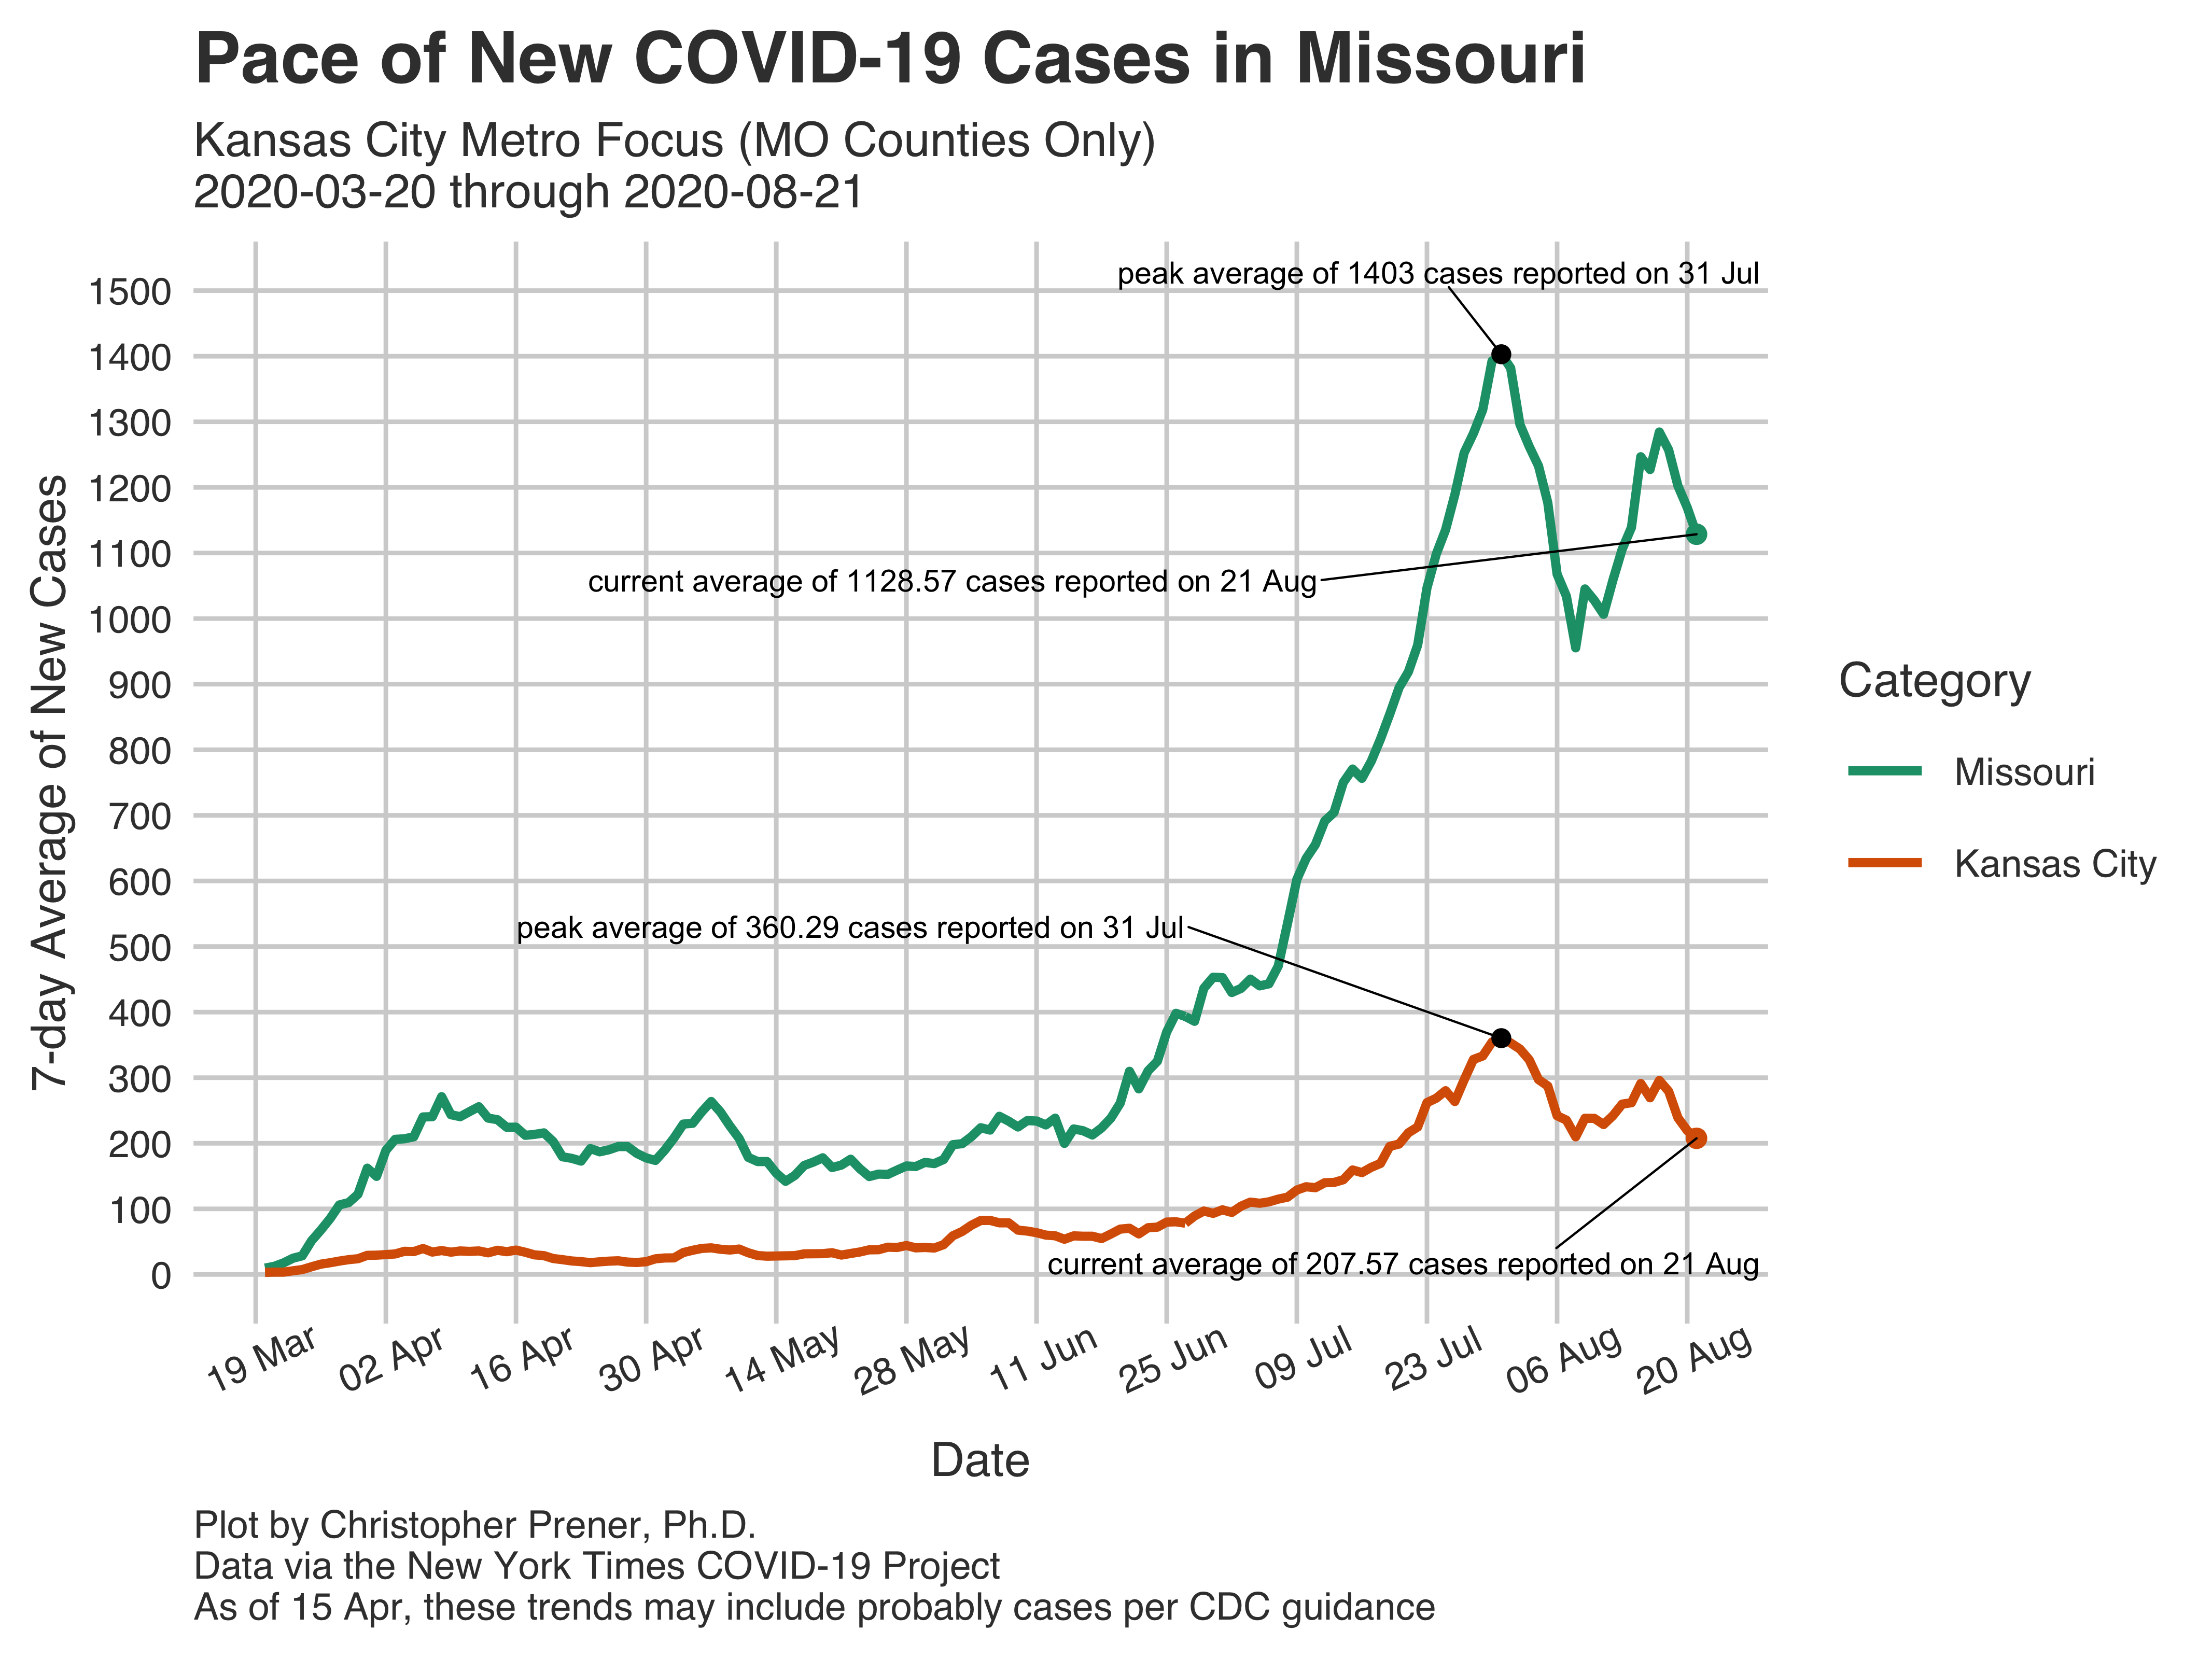 Pace of New COVID-19 Cases in Missouri
Kansas City Metro Focus (MO Counties Only)
2020-03-20 through 2020-08-21
7-day Average of New Cases
1500
1400
1300
1200
1100
1000
900
800
700
600
500
400
300
200
100
0
peak average of 1403 cases reported on 31 Jul
current average of 1128.57 cases reported on 21 Aug
peak average of 360.29 cases reported on 31 Jul
current average of 207.57 cases reported on 21 Aug
19 Mar
02 Apr
16 Apr
30 Apr
14 May
28 May
11 Jun
25 Jun
09 Jul
23 Jul
06 Aug
20 Aug
Date
Category
Missouri
Kansas City
Plot by Christopher Prener, Ph.D.
Data via the New York Times COVID-19 Project
As of 15 Apr, these trends may include probably cases per CDC guidance